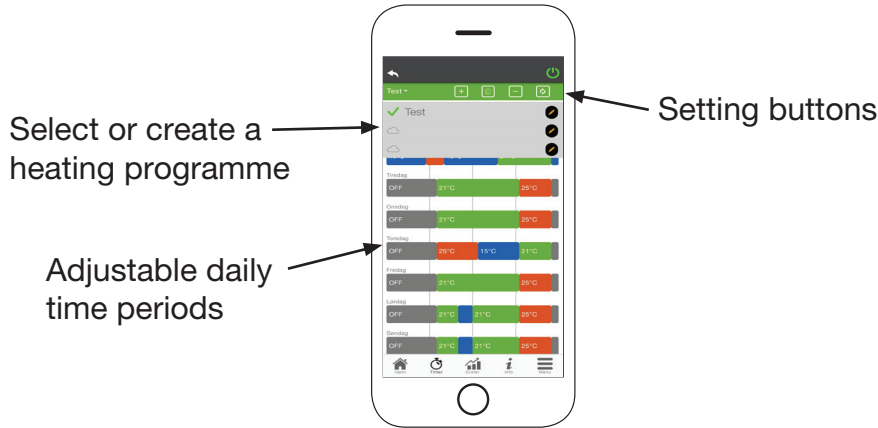 Test
Test
Select or create a
heating programme
Setting buttons
Tirsdag
OFF 21°C 25°C
Onsdag
OFF 21°C 25°C
Torsdag
OFF 25°C 15°C 21°C
Adjustable daily
time periods
Fredag
OFF 21°C 25°C
Lørdag
OFF 21°C 21°C 25°C
Søndag
OFF 21°C 21°C 25°C
Hjem Timer Grafer Info Menu